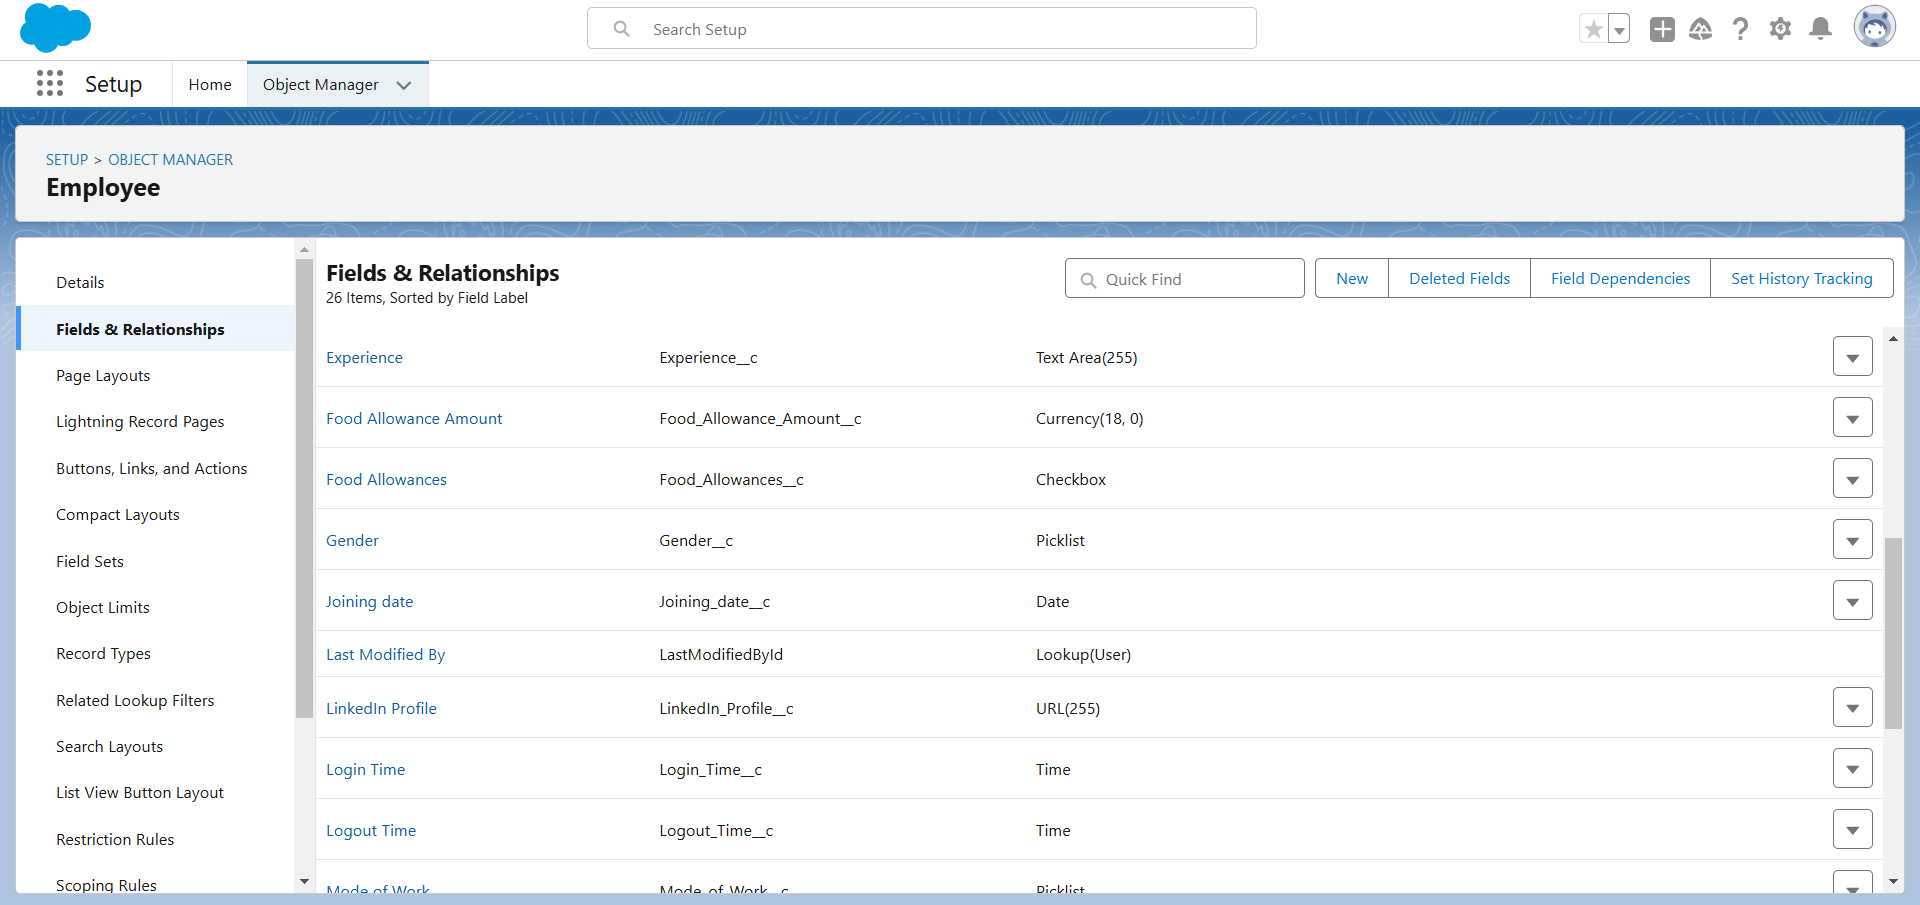 Search Setup
Setup
Home
Object Manager
SETUP > OBJECT MANAGER
Employee
Details
Fields & Relationships
Page Layouts
Lightning Record Pages
Buttons, Links, and Actions
Compact Layouts
Field Sets
Object Limits
Record Types
Related Lookup Filters
Search Layouts
List View Button Layout
Restriction Rules
Scoping Rules
Fields & Relationships
26 Items, Sorted by Field Label
Quick Find
New
Deleted Fields
Field Dependencies
Set History Tracking
Experience Experience__c Text Area(255)
Food Allowance Amount Food_Allowance_Amount__c Currency(18, 0)
Food Allowances Food_Allowances__c Checkbox
Gender Gender__c Picklist
Joining date Joining_date__c Date
Last Modified By LastModifiedById Lookup(User)
LinkedIn Profile LinkedIn_Profile__c URL(255)
Login Time Login_Time__c Time
Logout Time Logout_Time__c Time
Mode of Work Mode_of_Work__c Picklist